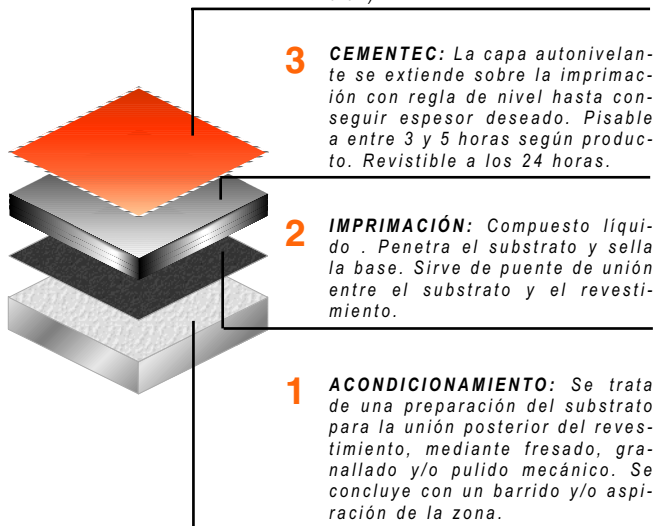 3 CEMENTEC: La capa autonivelan-
te se extiende sobre la imprimac-
ión con regla de nivel hasta con-
seguir espesor deseado. Pisable
a entre 3 y 5 horas según produc-
to. Revistible a los 24 horas.
2 IMPRIMACIÓN: Compuesto líqui-
do . Penetra el substrato y sella
la base. Sirve de puente de unión
entre el substrato y el revesti-
miento.
1 ACONDICIONAMIENTO: Se trata
de una preparación del substrato
para la unión posterior del reves-
timiento, mediante fresado, gra-
nallado y/o pulido mecánico. Se
concluye con un barrido y/o aspi-
ración de la zona.